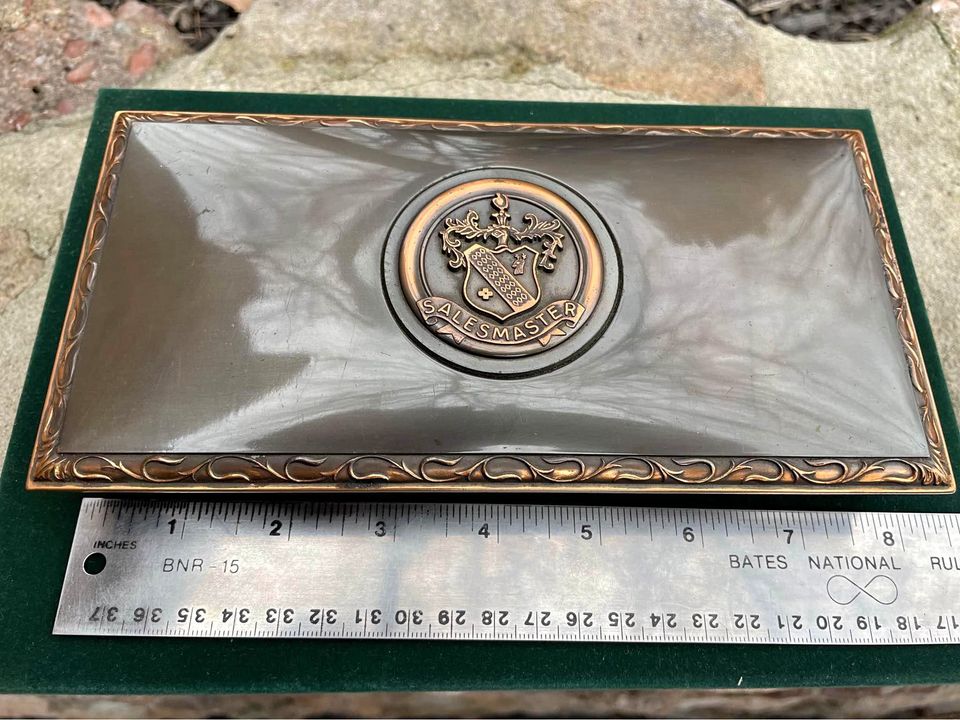 SALESMASTER
1 2 3 4 5 6 7 8
INCHES
BNR-15
BATES NATIONAL RUL
37 36 35 34 33 32 31 30 29 28 27 26 25 24 23 22 21 20 19 18 17